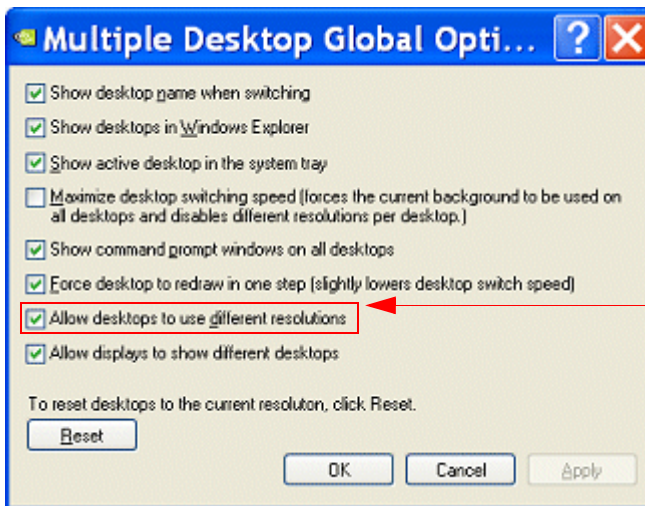 Multiple Desktop Global Opti...
Show desktop name when switching
Show desktops in Windows Explorer
Show active desktop in the system tray
Maximize desktop switching speed (forces the current background to be used on
all desktops and disables different resolutions per desktop.)
Show command prompt windows on all desktops
Force desktop to redraw in one step (slightly lowers desktop switch speed)
Allow desktops to use different resolutions
Allow displays to show different desktops
To reset desktops to the current resoluton, click Reset.
Reset
OK Cancel Apply